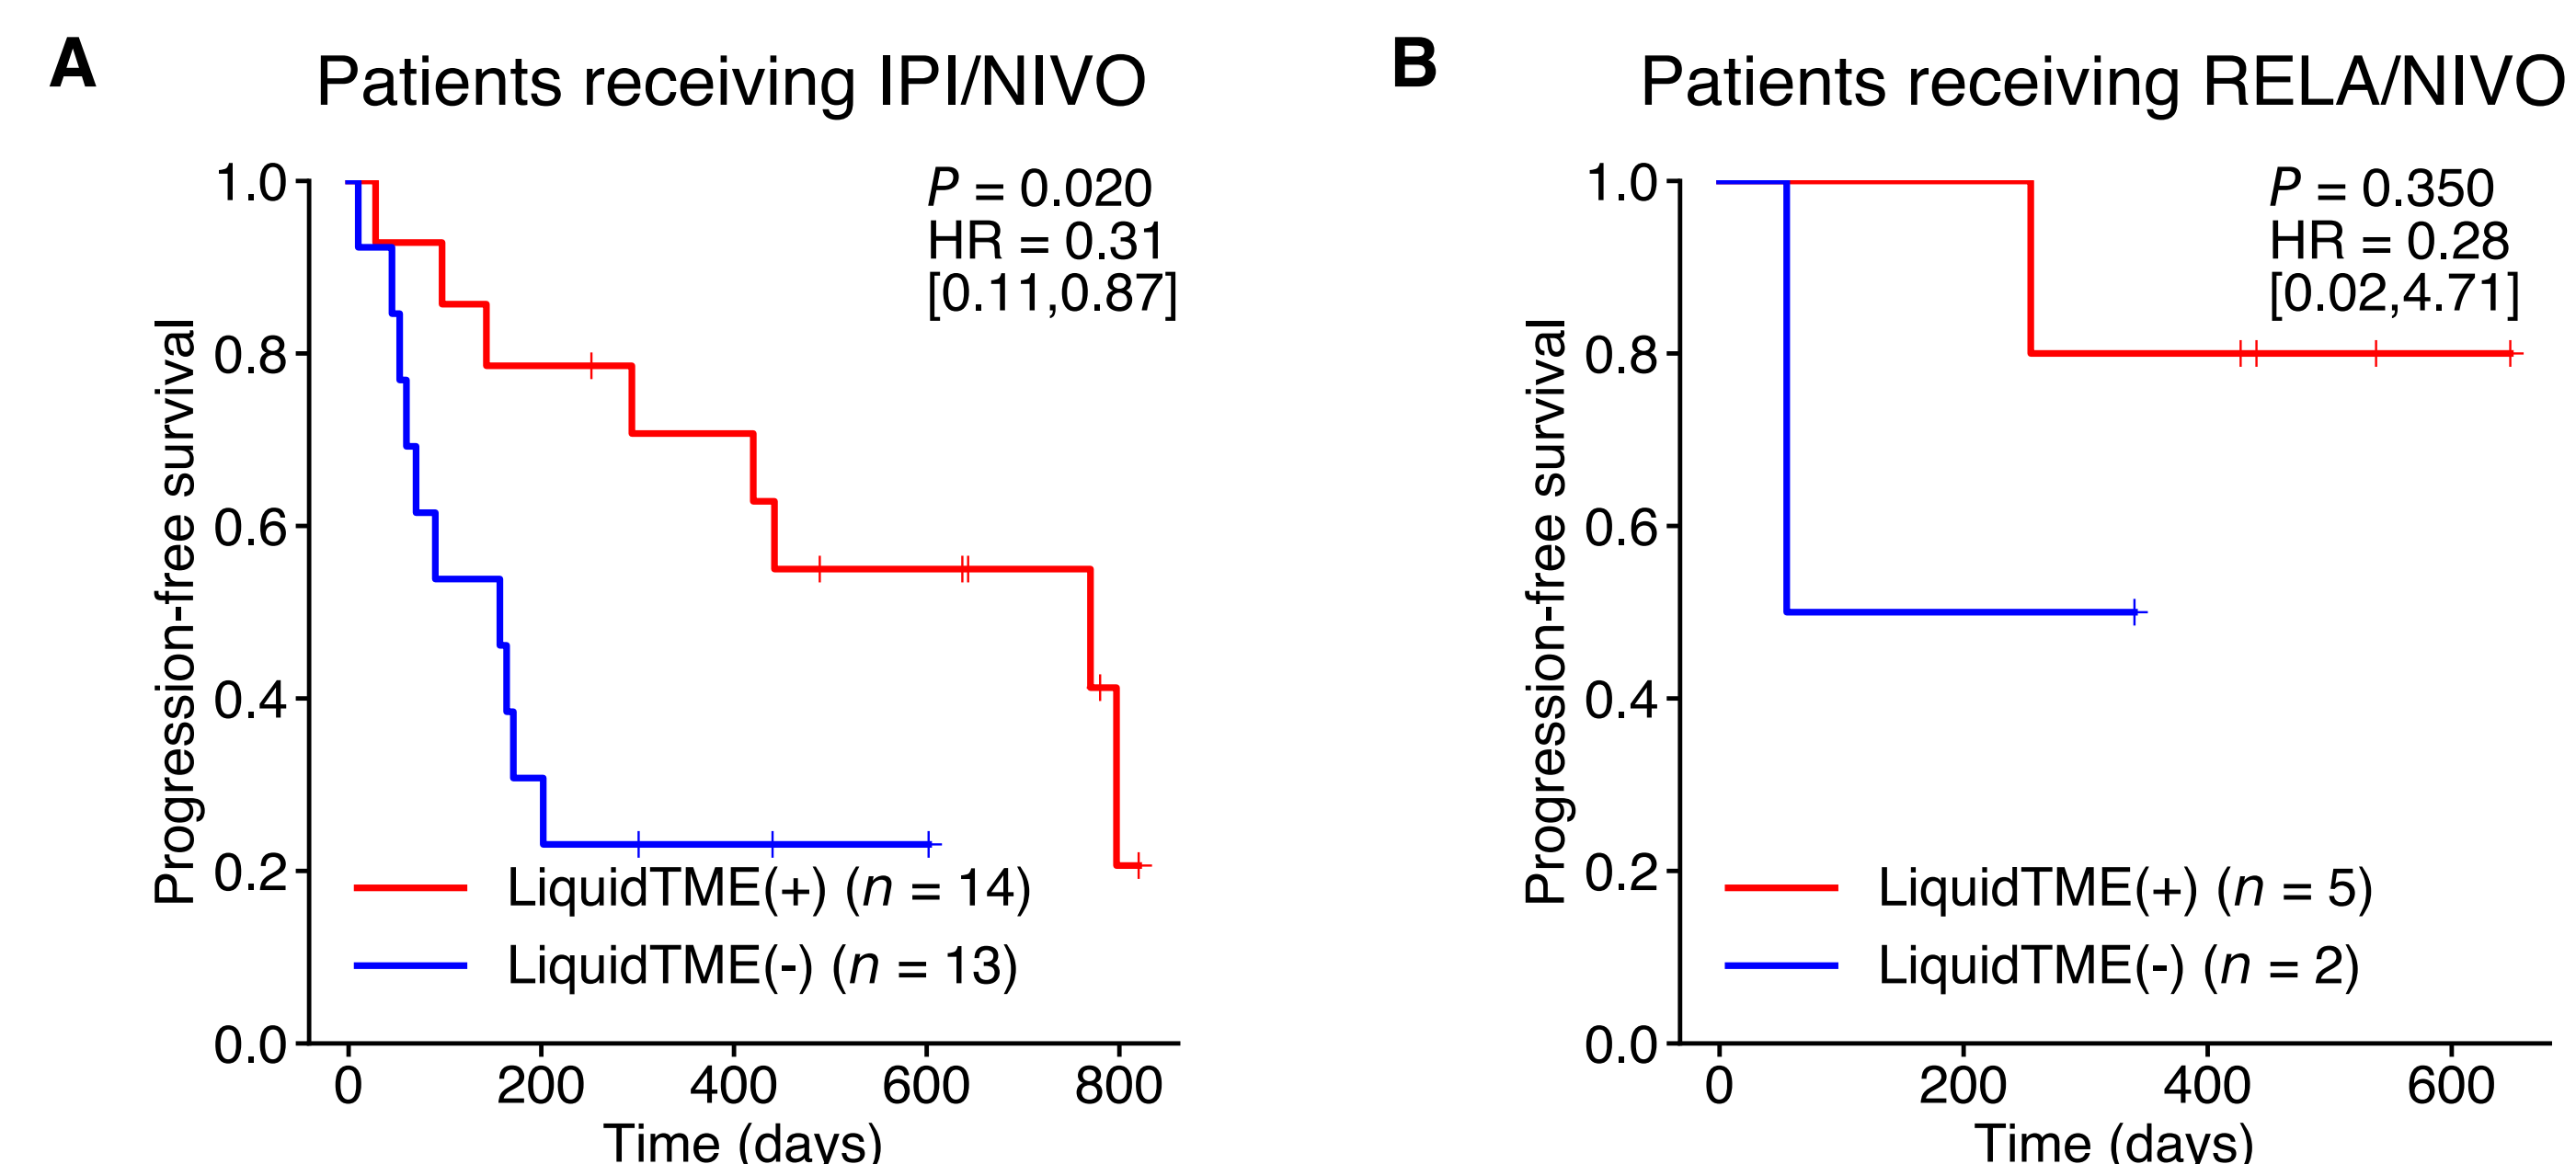 A
Patients receiving IPI/NIVO
P = 0.020
HR = 0.31
[0.11,0.87]
Progression-free survival
1.0
0.8
0.6
0.4
0.2
0.0
LiquidTME(+) (n = 14)
LiquidTME(-) (n = 13)
0 200 400 600 800
Time (days)
B
Patients receiving RELA/NIVO
P = 0.350
HR = 0.28
[0.02,4.71]
Progression-free survival
1.0
0.8
0.6
0.4
0.2
0.0
LiquidTME(+) (n = 5)
LiquidTME(-) (n = 2)
0 200 400 600
Time (days)